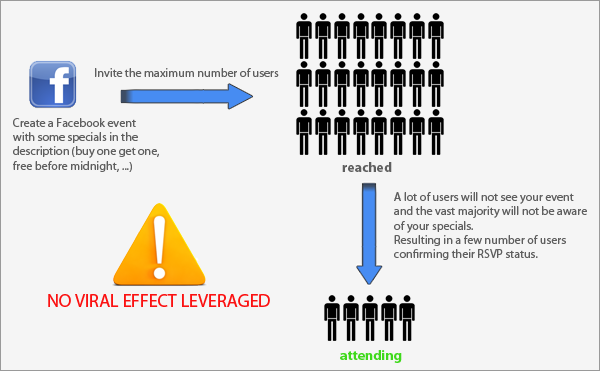 f
Invite the maximum number of users
Create a Facebook event
with some specials in the
description (buy one get one,
free before midnight, ...)
reached
A lot of users will not see your event
and the vast majority will not be aware
of your specials.
Resulting in a few number of users
confirming their RSVP status.
NO VIRAL EFFECT LEVERAGED
attending